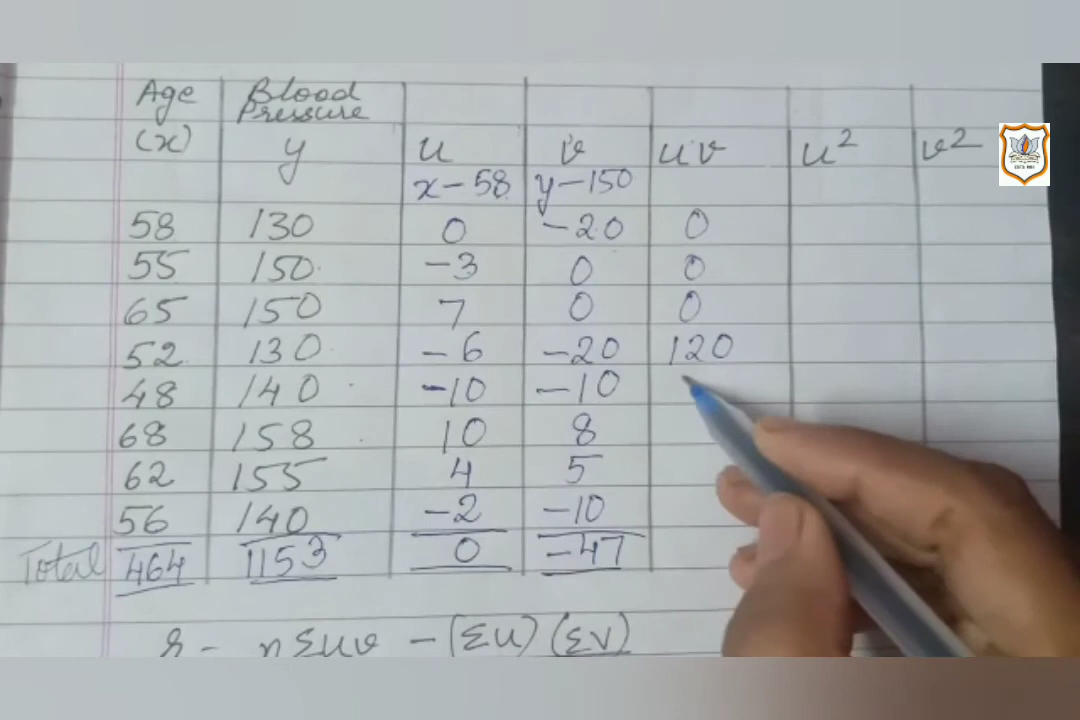 Age Blood Pressure
(x) y u v uv u² v²
x-58 y-150
58 130 0 -20 0
55 150 -3 0 0
65 150 7 0 0
52 130 -6 -20 120
48 140 -10 -10
68 158 10 8
62 155 4 5
56 140 -2 -10
Total 464 1153 0 -47
nΣuv - (Σu) (Σv)